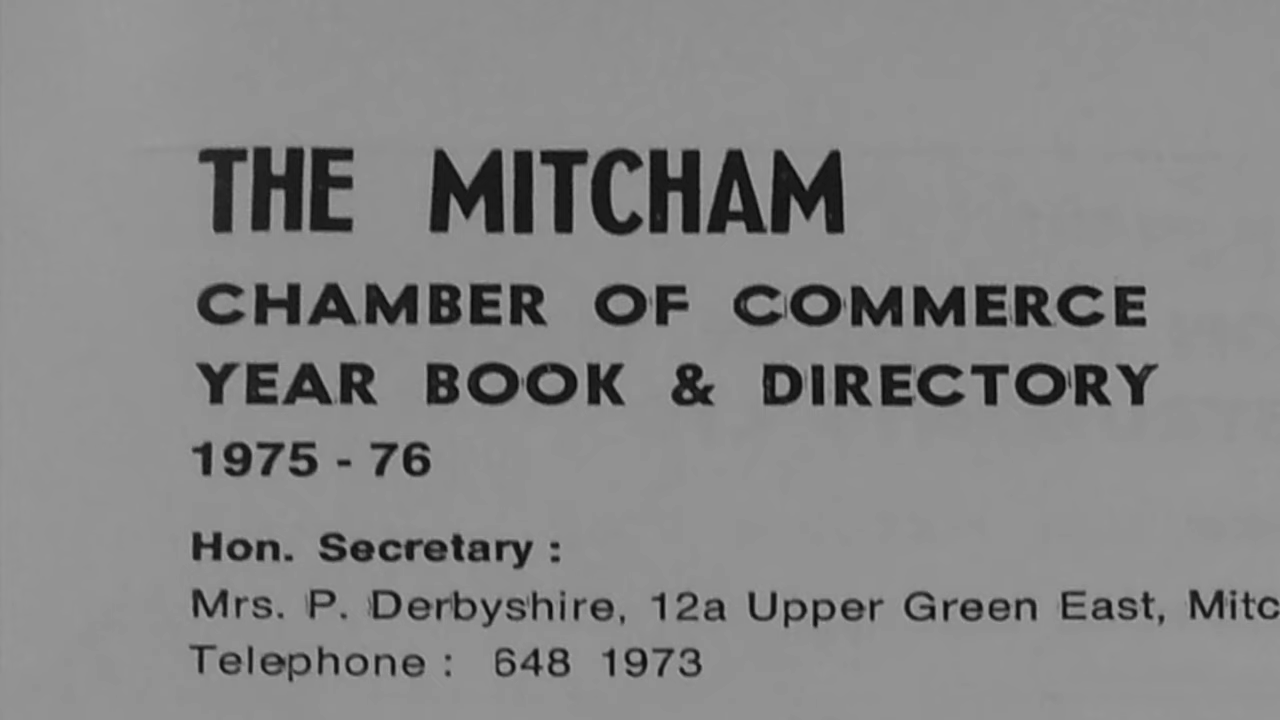 THE MITCHAM
CHAMBER OF COMMERCE
YEAR BOOK & DIRECTORY
1975 - 76
Hon. Secretary :
Mrs. P. Derbyshire, 12a Upper Green East, Mitc
Telephone : 648 1973